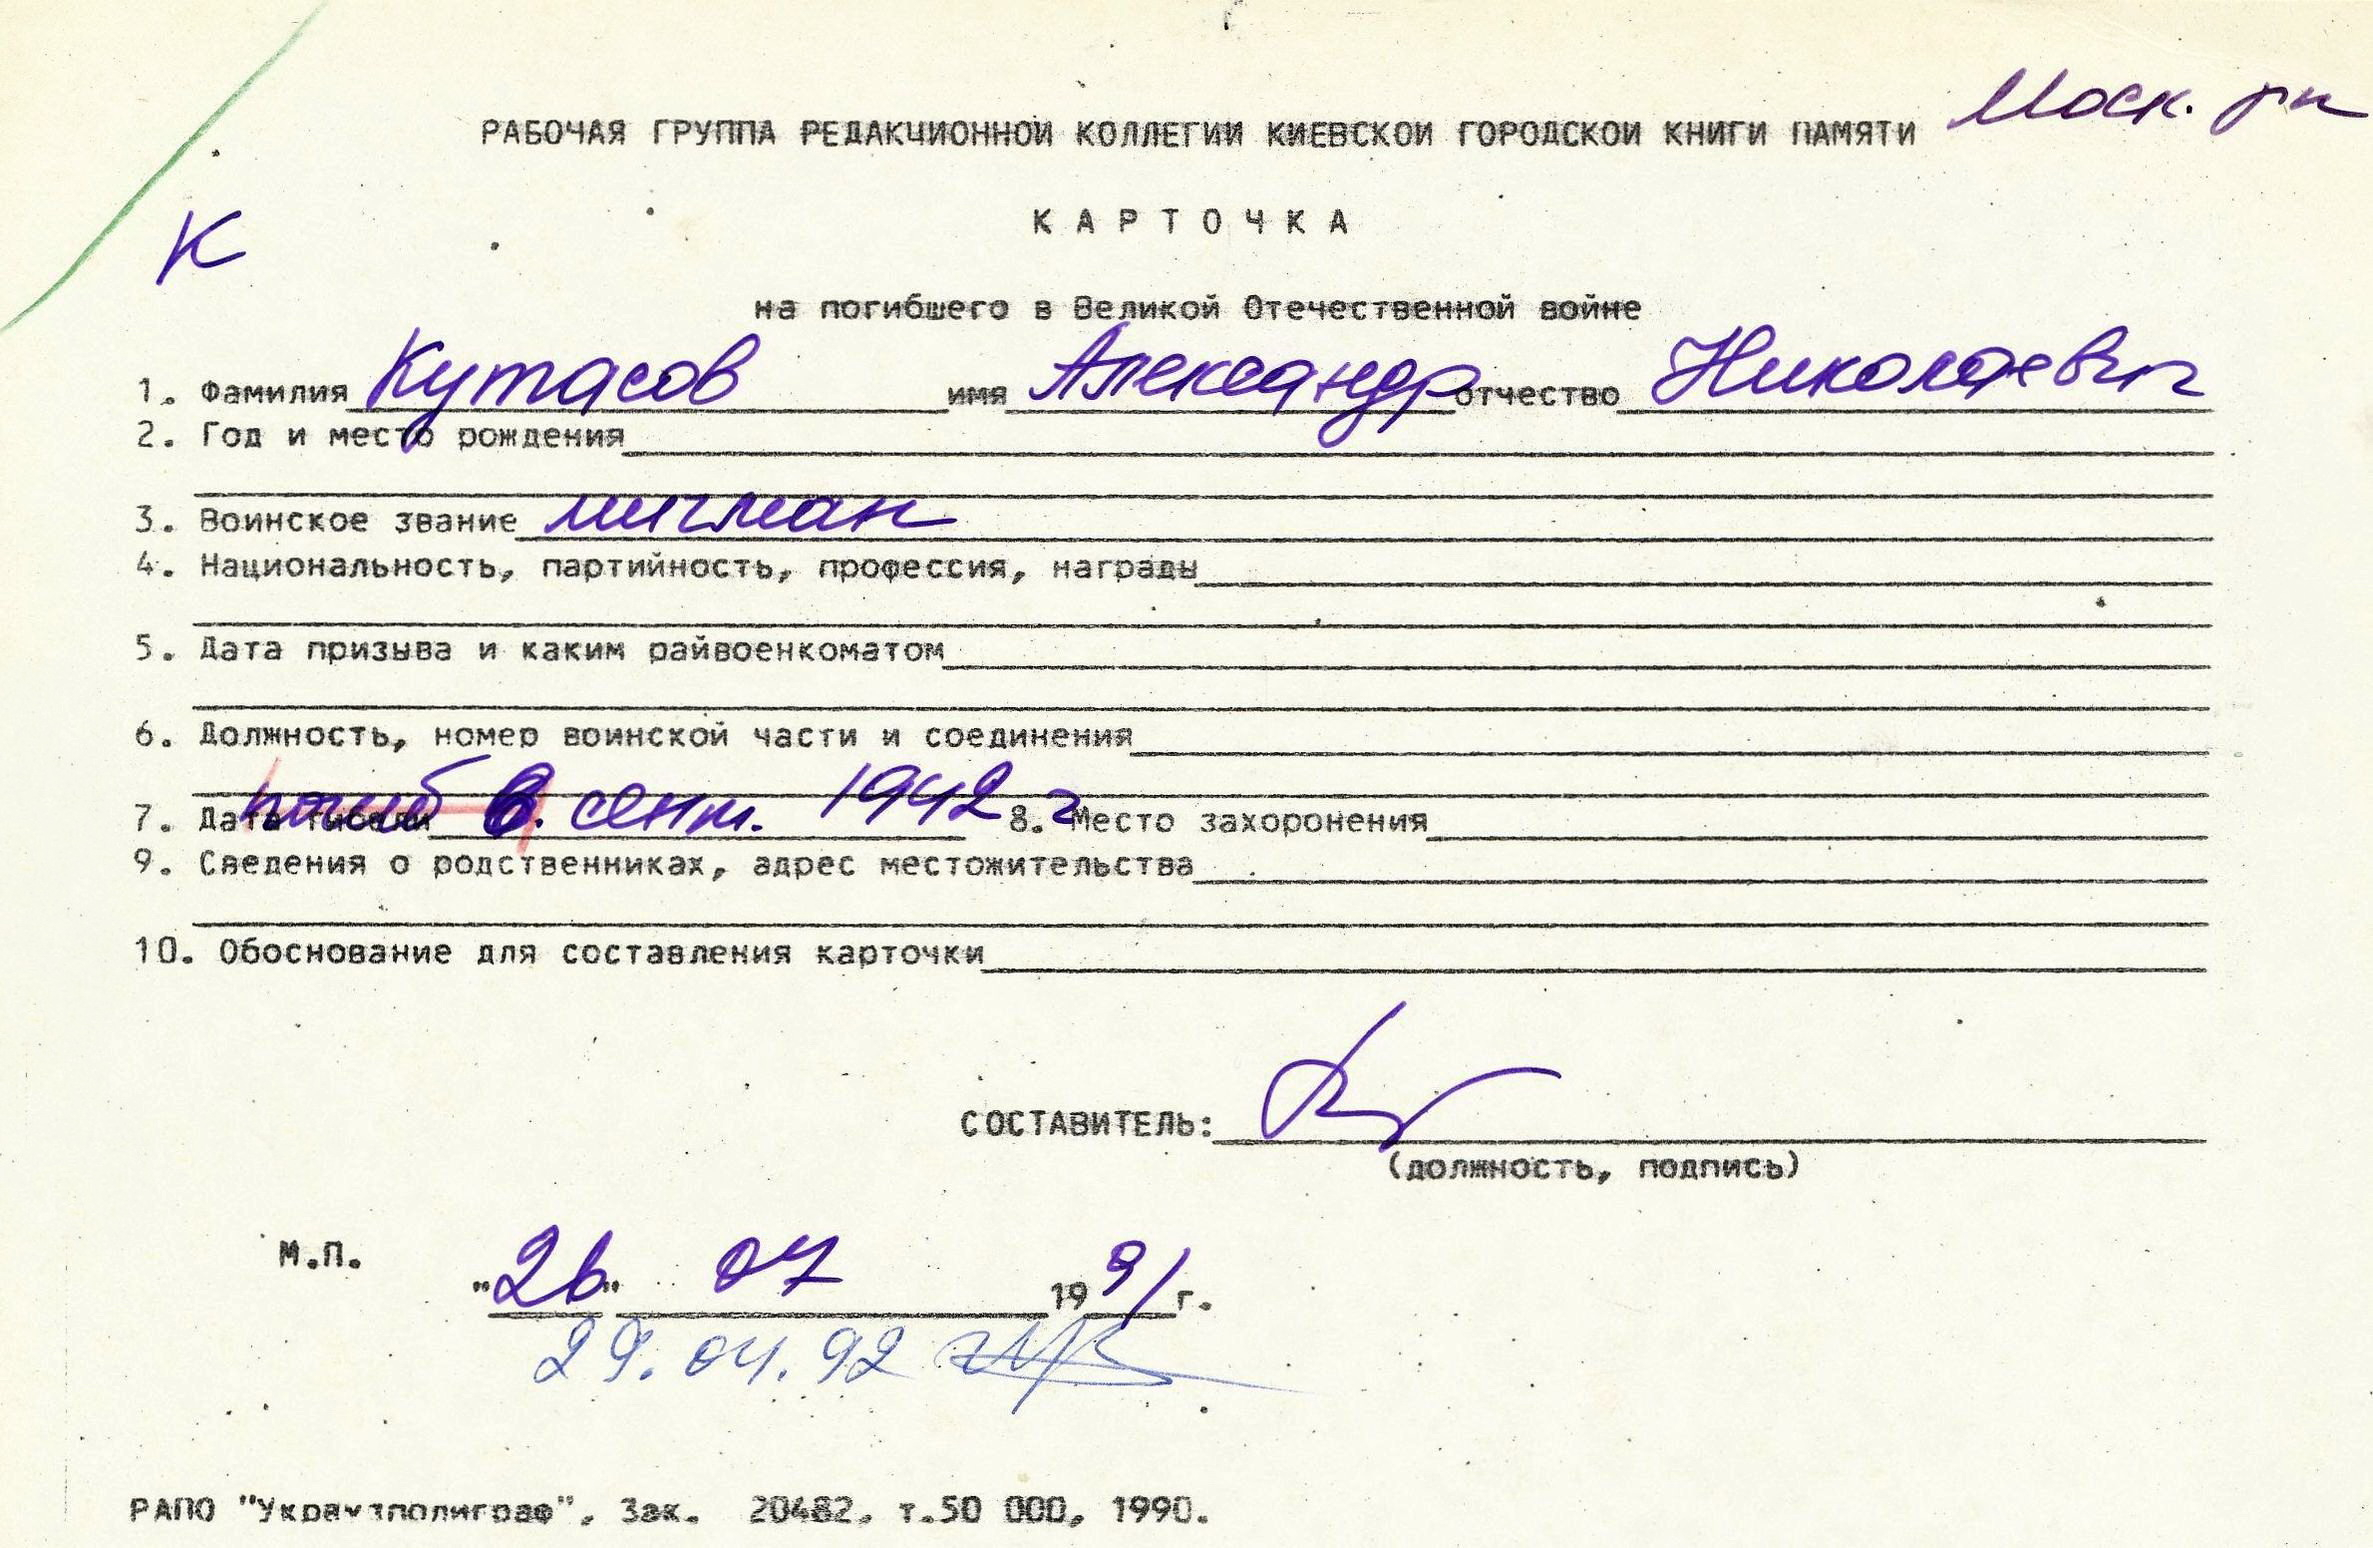 Моск. р-н
РАБОЧАЯ ГРУППА РЕДАКЦИОННОЙ КОЛЛЕГИИ КИЕВСКОЙ ГОРОДСКОЙ КНИГИ ПАМЯТИ
К А Р Т О Ч К А
К
на погибшего в Великой Отечественной войне
1. Фамилия Кутасов имя Александр отчество Николаевич
2. Год и место рождения
3. Воинское звание мичман
4. Национальность, партийность, профессия, награды
5. Дата призыва и каким райвоенкоматом
6. Должность, номер воинской части и соединения
7. Дата гибели погиб сент. 1942 г 8. Место захоронения
9. Сведения о родственниках, адрес местожительства
10. Обоснование для составления карточки
СОСТАВИТЕЛЬ:
(должность, подпись)
М.П.
"26" 07 1991 г.
29.04.92
РАПО "Укрвузполиграф", Зак. 20482, т.50 000, 1990.